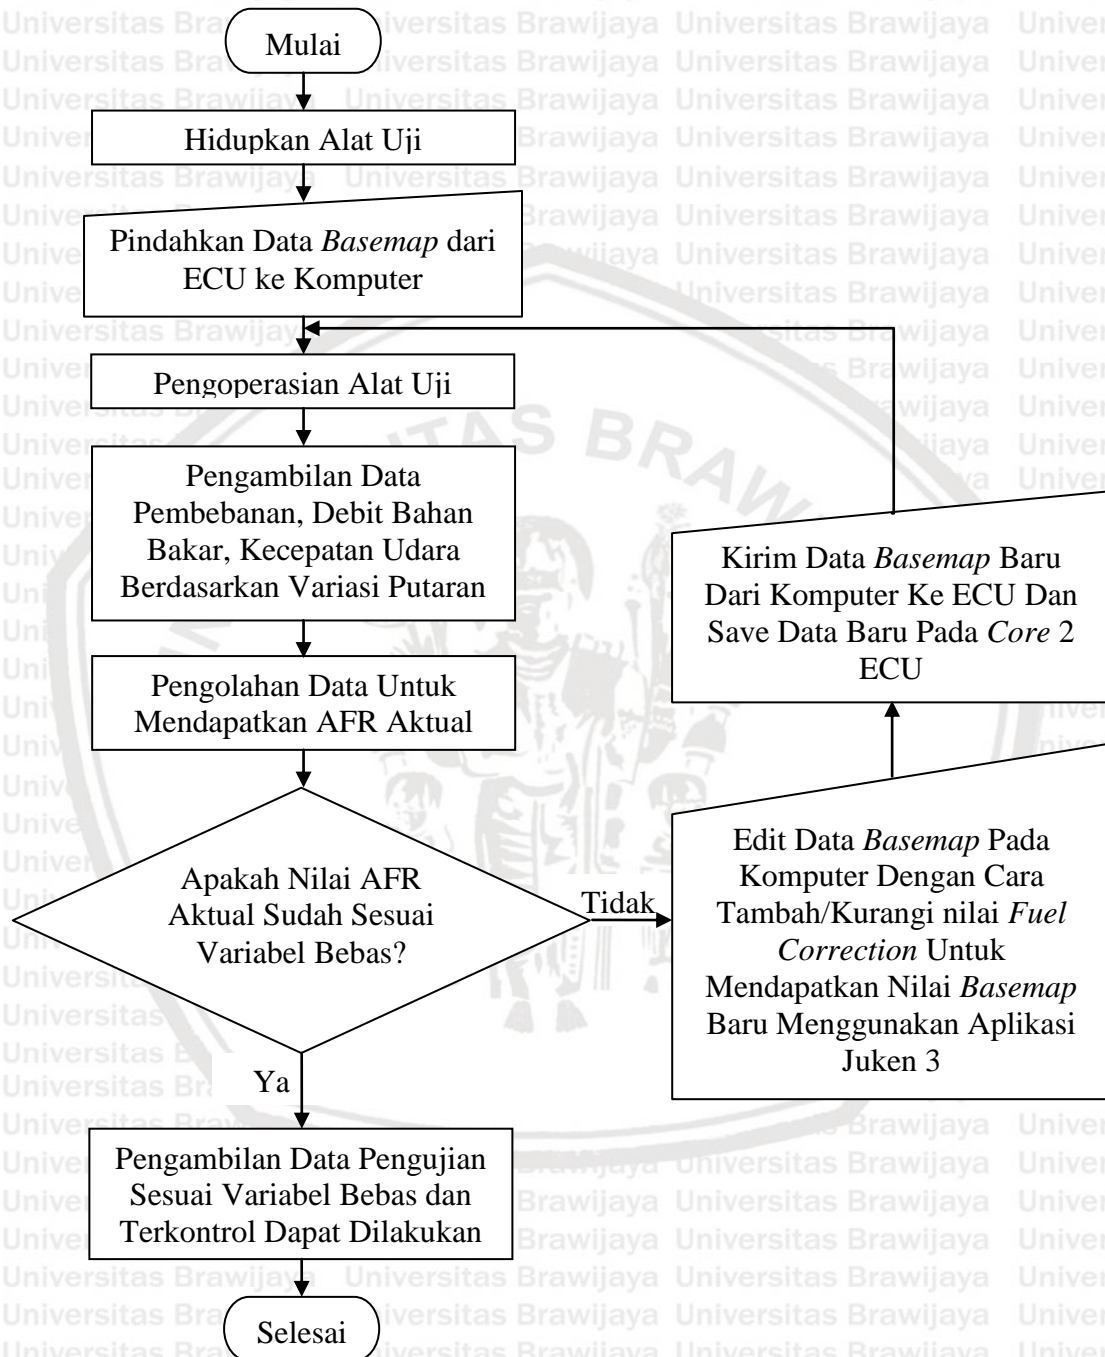 Mulai
Hidupkan Alat Uji
Pindahkan Data Basemap dari
ECU ke Komputer
Pengoperasian Alat Uji
Pengambilan Data
Pembebanan, Debit Bahan
Bakar, Kecepatan Udara
Berdasarkan Variasi Putaran
Pengolahan Data Untuk
Mendapatkan AFR Aktual
Apakah Nilai AFR
Aktual Sudah Sesuai
Variabel Bebas?
Tidak
Edit Data Basemap Pada
Komputer Dengan Cara
Tambah/Kurangi nilai Fuel
Correction Untuk
Mendapatkan Nilai Basemap
Baru Menggunakan Aplikasi
Juken 3
Kirim Data Basemap Baru
Dari Komputer Ke ECU Dan
Save Data Baru Pada Core 2
ECU
Ya
Pengambilan Data Pengujian
Sesuai Variabel Bebas dan
Terkontrol Dapat Dilakukan
Selesai